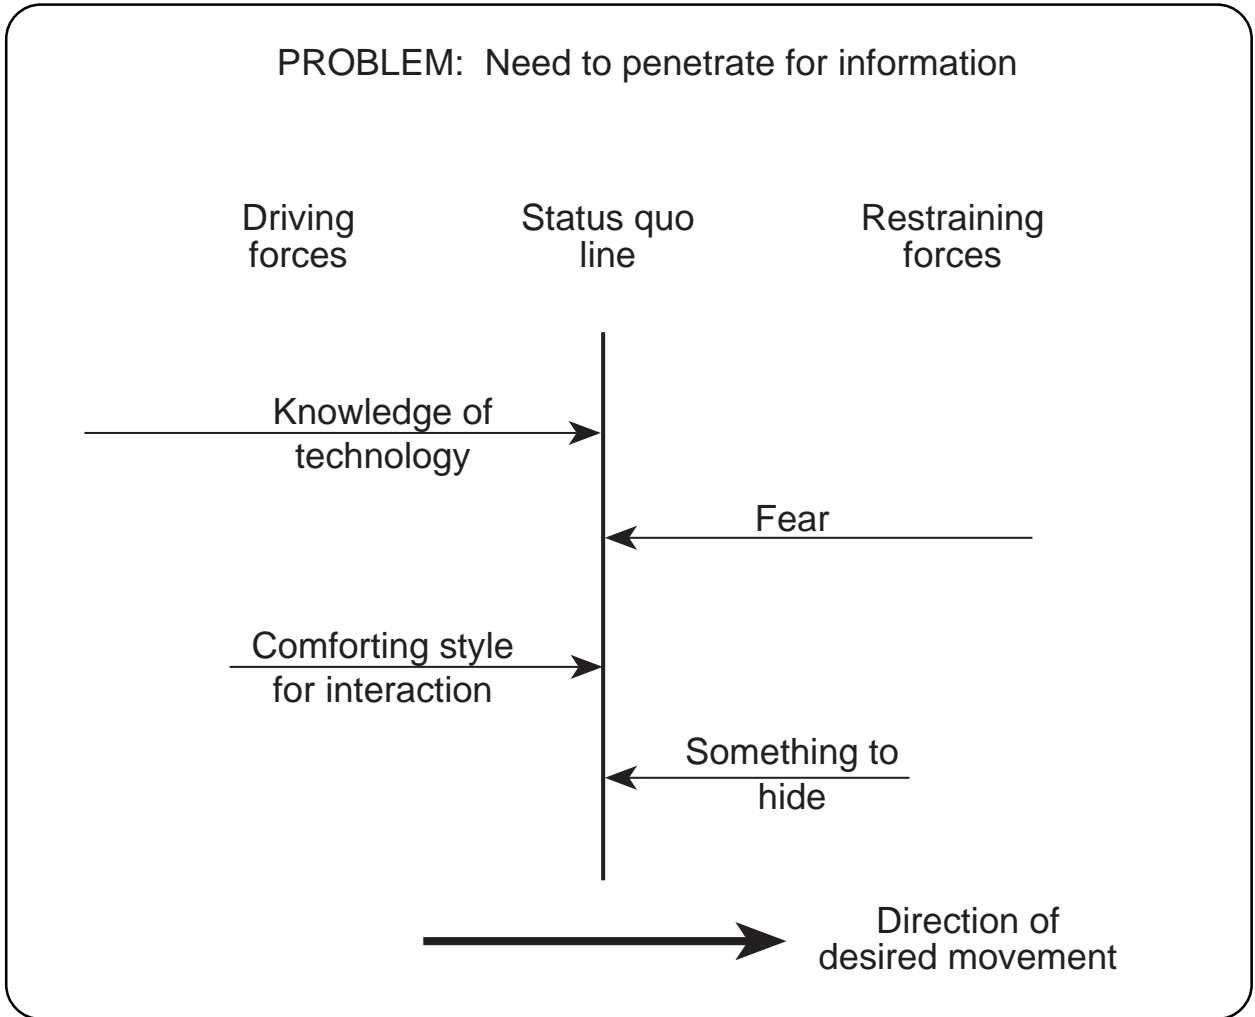 PROBLEM: Need to penetrate for information
Driving
forces
Status quo
line
Restraining
forces
Knowledge of
technology
Fear
Comforting style
for interaction
Something to
hide
Direction of
desired movement